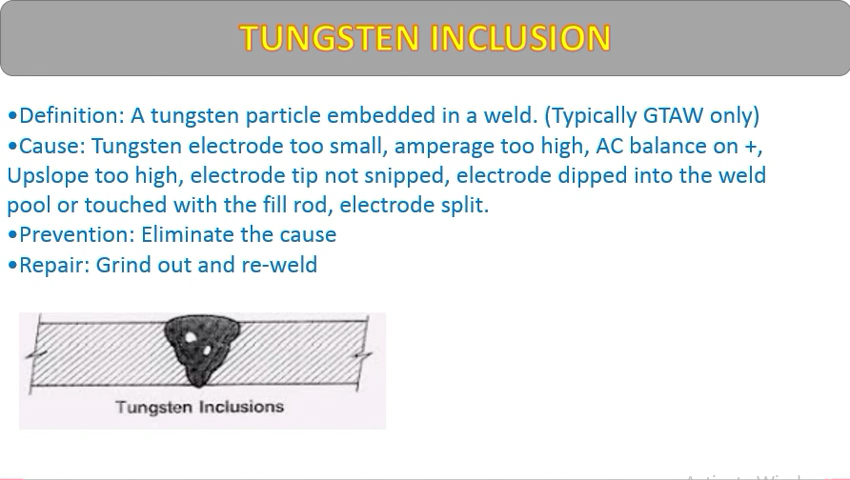 TUNGSTEN INCLUSION
•Definition: A tungsten particle embedded in a weld. (Typically GTAW only)
•Cause: Tungsten electrode too small, amperage too high, AC balance on +,
Upslope too high, electrode tip not snipped, electrode dipped into the weld
pool or touched with the fill rod, electrode split.
•Prevention: Eliminate the cause
•Repair: Grind out and re-weld
Tungsten Inclusions